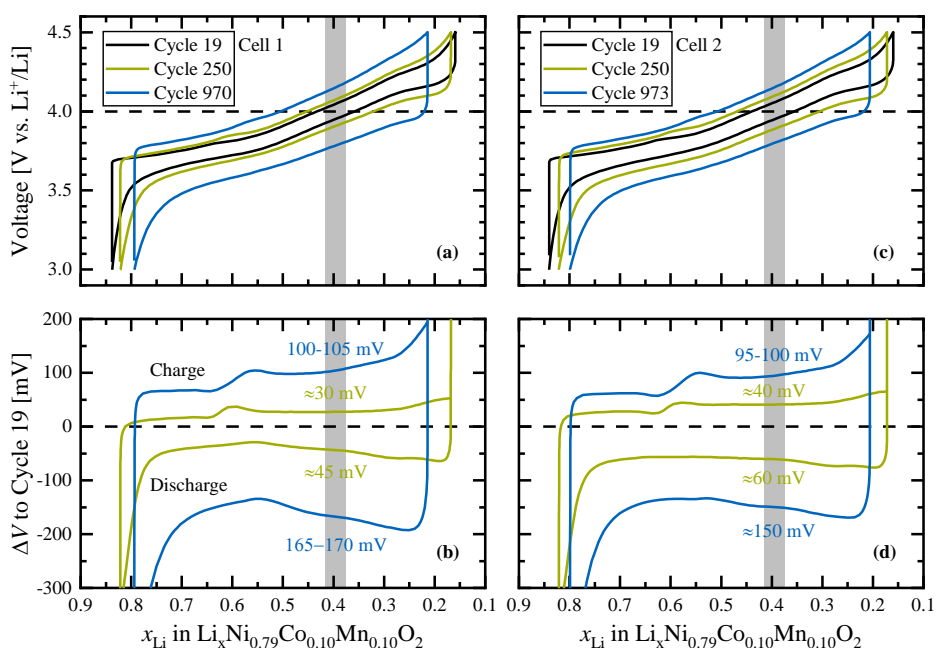 4.5
4.0
3.5
3.0
Voltage [V vs. Li⁺/Li)
Cycle 19 Cell 1
Cycle 250
Cycle 970
(a)
Cycle 19 Cell 2
Cycle 250
Cycle 973
(c)
200
100
0
-100
-200
-300
ΔV to Cycle 19 [mV]
100-105 mV
Charge
≈30 mV
≈45 mV
Discharge
165–170 mV
(b)
95-100 mV
≈40 mV
≈60 mV
≈150 mV
(d)
0.9 0.8 0.7 0.6 0.5 0.4 0.3 0.2 0.1
0.9 0.8 0.7 0.6 0.5 0.4 0.3 0.2 0.1
x_Li in Li_xNi_0.79Co_0.10Mn_0.10O_2
x_Li in Li_xNi_0.79Co_0.10Mn_0.10O_2